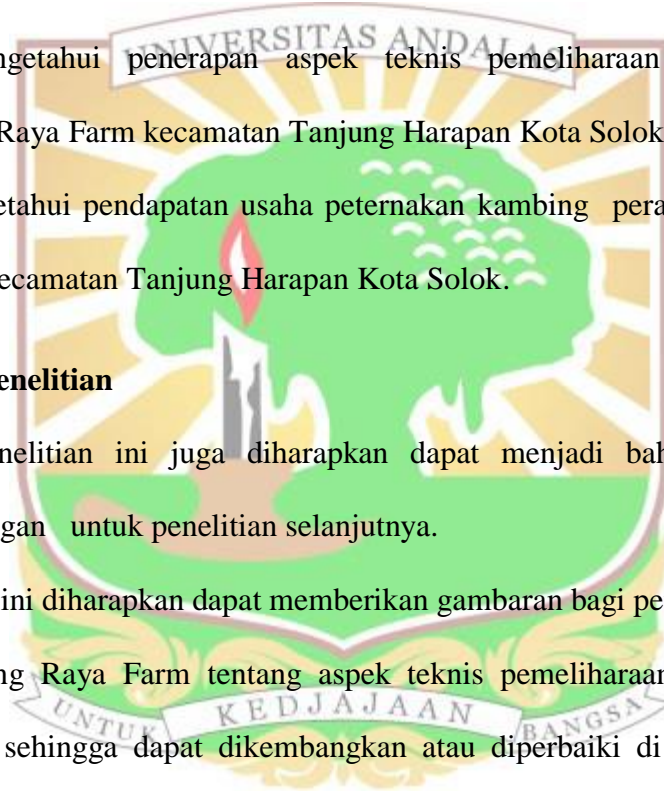 UNIVERSITAS ANDALAS
ngetahui penerapan aspek teknis pemeliharaan
Raya Farm kecamatan Tanjung Harapan Kota Solok
etahui pendapatan usaha peternakan kambing pera
ecamatan Tanjung Harapan Kota Solok.
enelitian
nelitian ini juga diharapkan dapat menjadi bah
gan untuk penelitian selanjutnya.
ini diharapkan dapat memberikan gambaran bagi pe
ng Raya Farm tentang aspek teknis pemeliharaan
sehingga dapat dikembangkan atau diperbaiki di
UNTUK KEDJAJAAN BANGSA